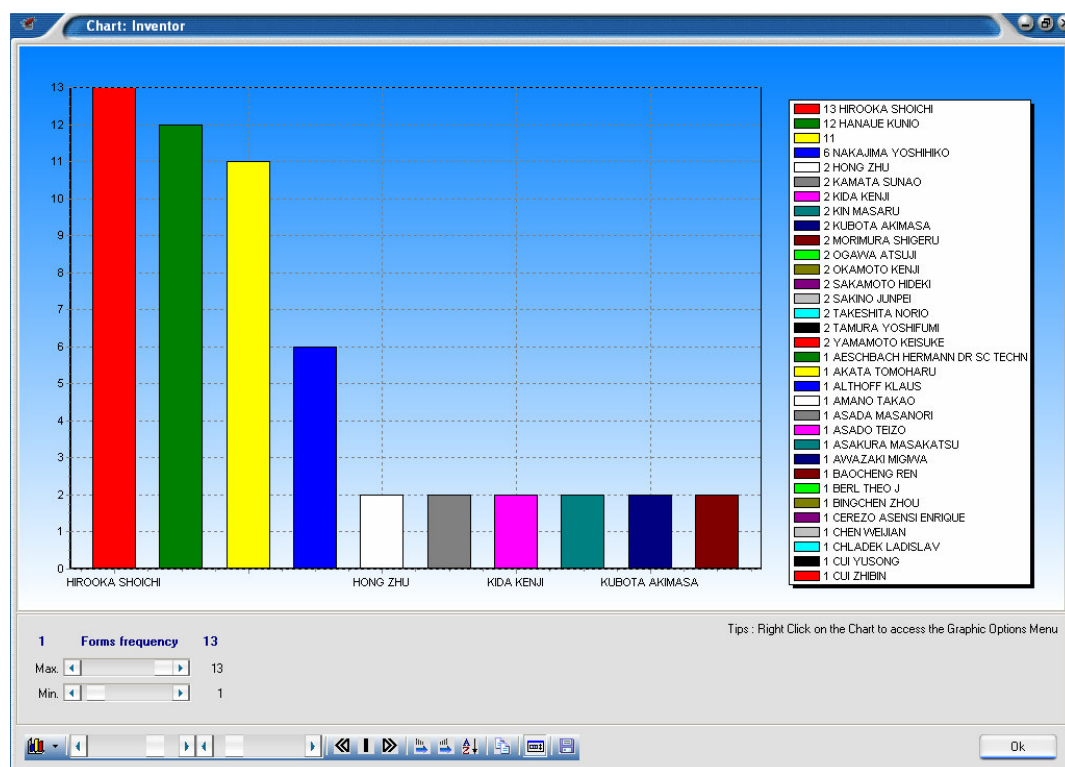 Chart: Inventor
13
12
11
10
9
8
7
6
5
4
3
2
1
0
HIROOKA SHOICHI
HONG ZHU
KIDA KENJI
KUBOTA AKIMASA
13 HIROOKA SHOICHI
12 HANAUE KUNIO
11
6 NAKAJIMA YOSHIHIKO
2 HONG ZHU
2 KAMATA SUNAO
2 KIDA KENJI
2 KIN MASARU
2 KUBOTA AKIMASA
2 MORIMURA SHIGERU
2 OGAWA ATSUJI
2 OKAMOTO KENJI
2 SAKAMOTO HIDEKI
2 SAKINO JUNPEI
2 TAKESHITA NORIO
2 TAMURA YOSHIFUMI
2 YAMAMOTO KEISUKE
1 AESCHBACH HERMANN DR SC TECHN
1 AKATA TOMOHARU
1 ALTHOFF KLAUS
1 AMANO TAKAO
1 ASADA MASANORI
1 ASADO TEIZO
1 ASAKURA MASAKATSU
1 AWAZAKI MIGIWA
1 BAOCHENG REN
1 BERL THEO J
1 BINGCHEN ZHOU
1 CEREZO ASENSI ENRIQUE
1 CHEN WEIJIAN
1 CHLADEK LADISLAV
1 CUI YUSONG
1 CUI ZHIBIN
Tips : Right Click on the Chart to access the Graphic Options Menu
1 Forms frequency 13
Max. 13
Min. 1
Ok